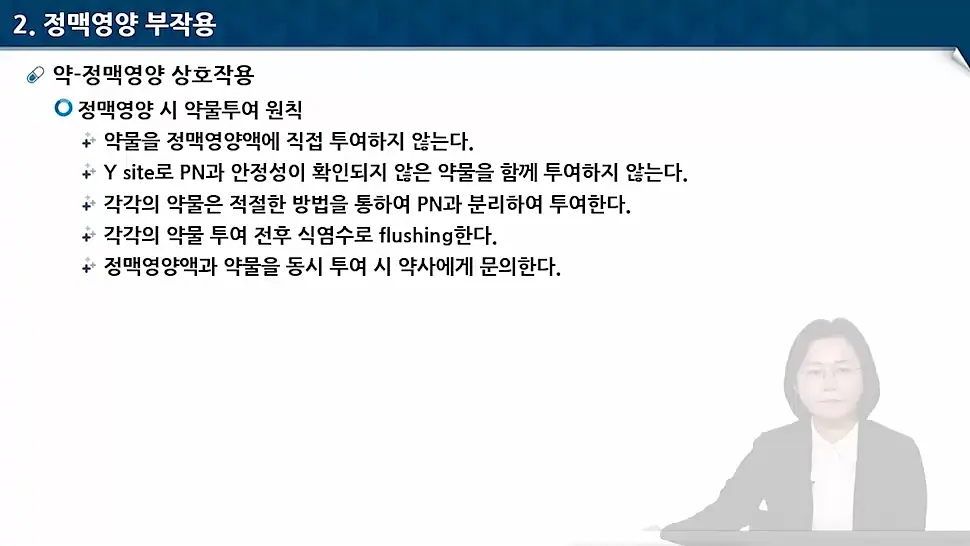 2. 정맥영양 부작용
약-정맥영양 상호작용
정맥영양 시 약물투여 원칙
약물을 정맥영양액에 직접 투여하지 않는다.
Y site로 PN과 안정성이 확인되지 않은 약물을 함께 투여하지 않는다.
각각의 약물은 적절한 방법을 통하여 PN과 분리하여 투여한다.
각각의 약물 투여 전후 식염수로 flushing한다.
정맥영양액과 약물을 동시 투여 시 약사에게 문의한다.